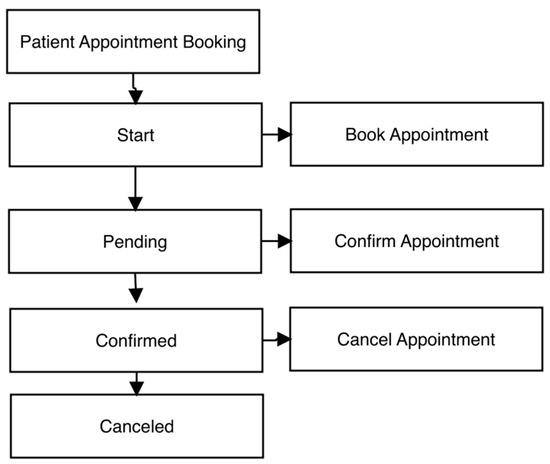 Patient Appointment Booking
Start
Book Appointment
Pending
Confirm Appointment
Confirmed
Cancel Appointment
Canceled